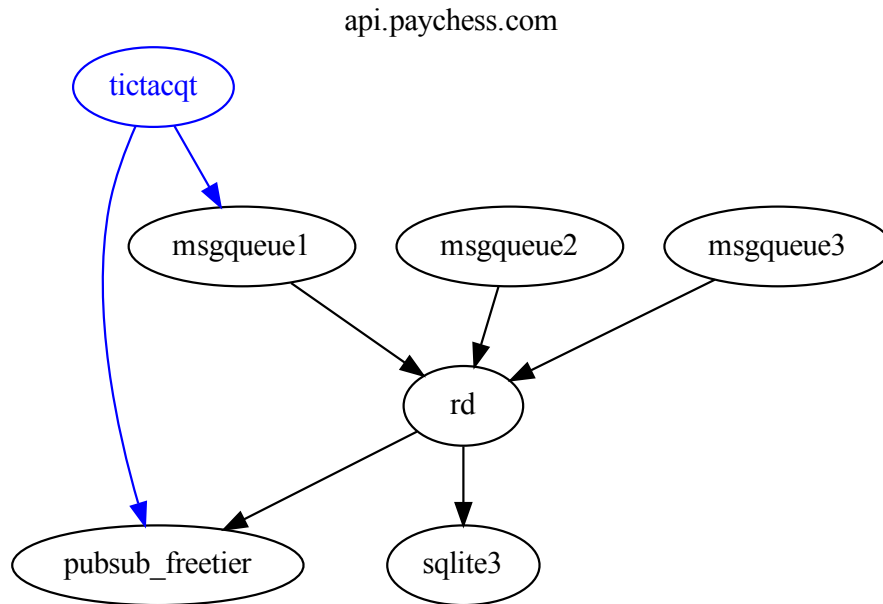 api.paychess.com
tictacqt
msgqueue1
msgqueue2
msgqueue3
rd
pubsub_freetier
sqlite3